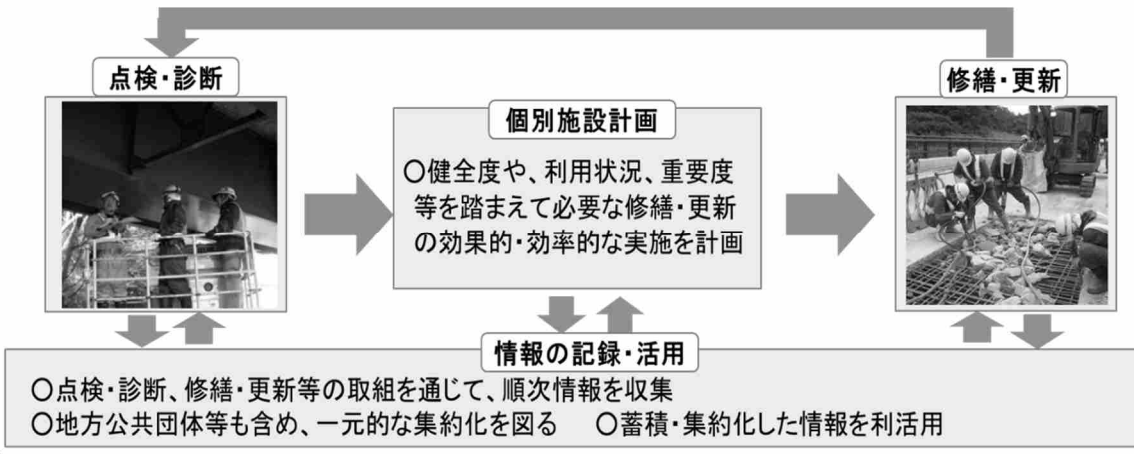 点検・診断
修繕・更新
個別施設計画
○健全度や、利用状況、重要度
等を踏まえて必要な修繕・更新
の効果的・効率的な実施を計画
情報の記録・活用
○点検・診断、修繕・更新等の取組を通じて、順次情報を収集
○地方公共団体等も含め、一元的な集約化を図る　○蓄積・集約化した情報を利活用